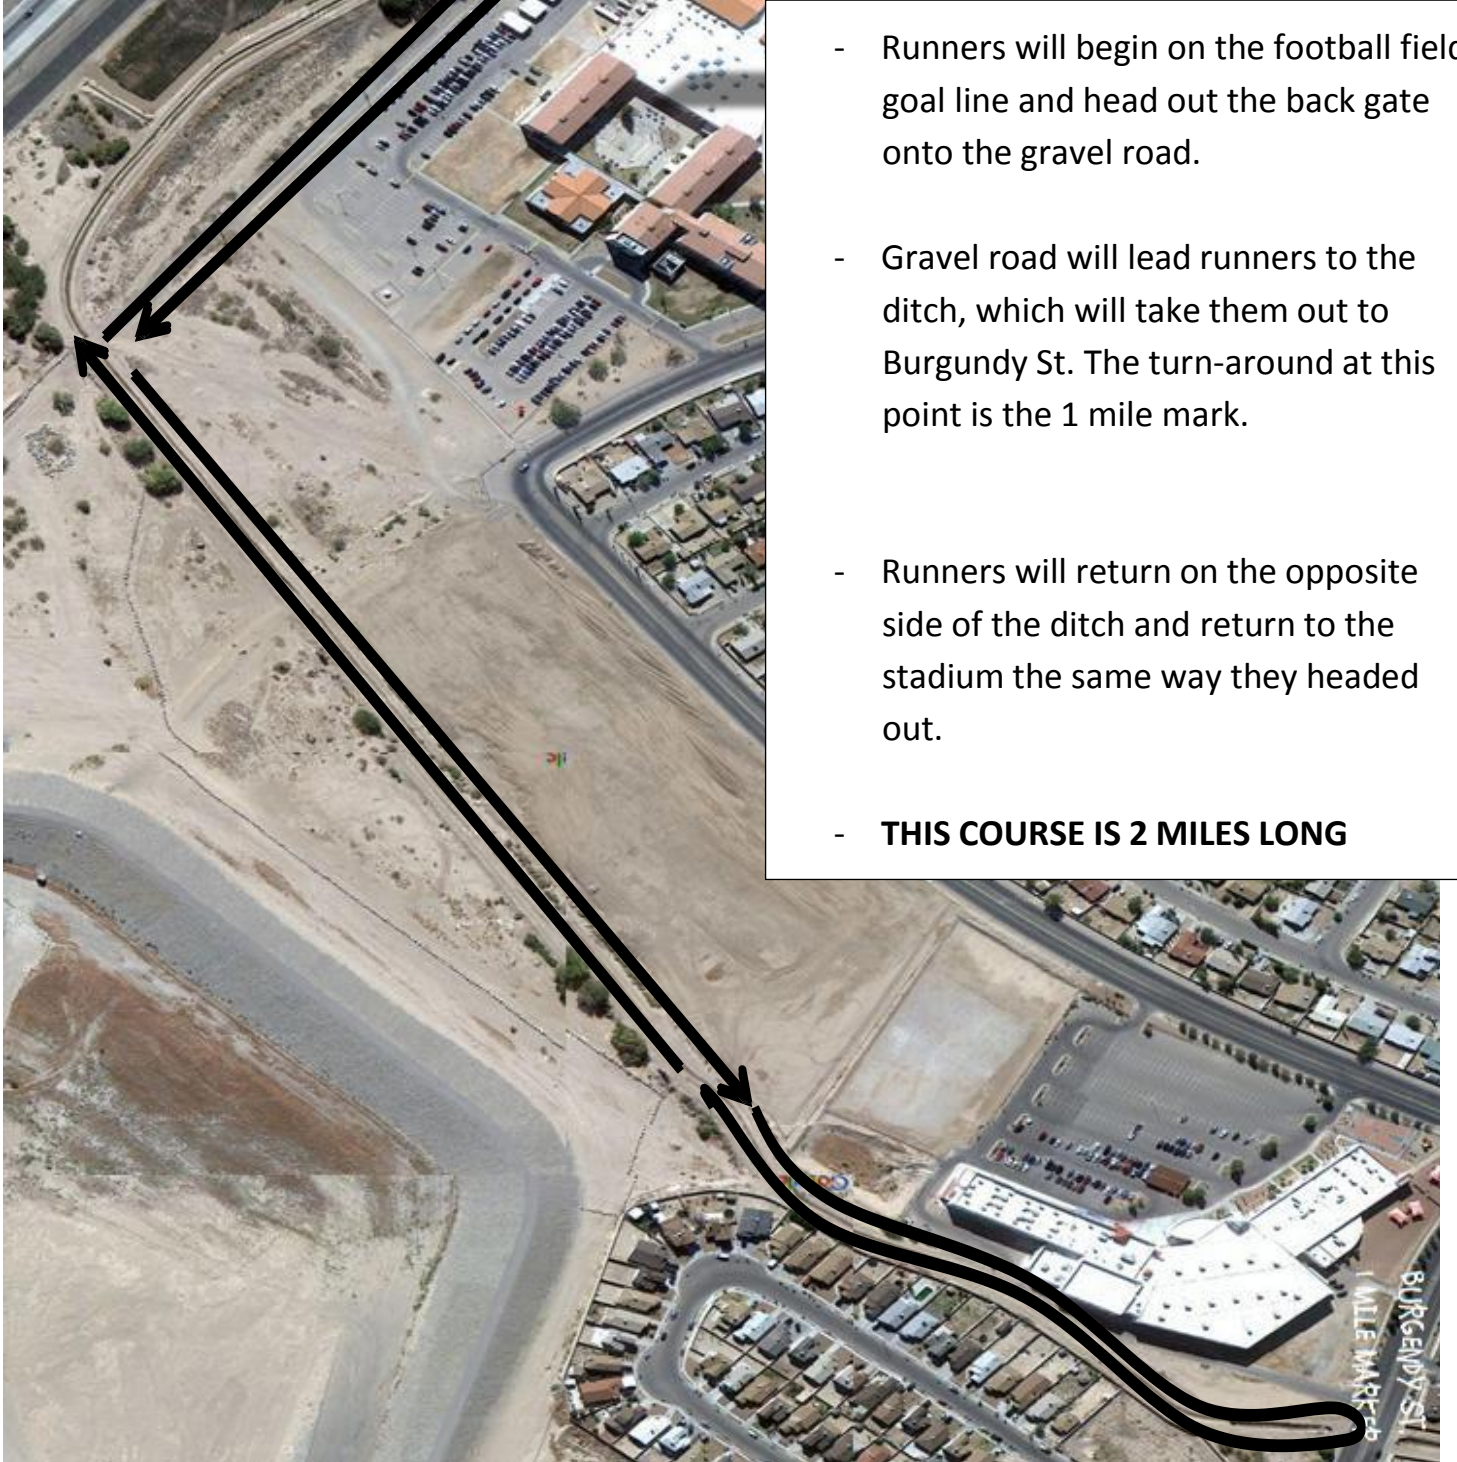 - Runners will begin on the football field
goal line and head out the back gate
onto the gravel road.
- Gravel road will lead runners to the
ditch, which will take them out to
Burgundy St. The turn-around at this
point is the 1 mile mark.
- Runners will return on the opposite
side of the ditch and return to the
stadium the same way they headed
out.
- THIS COURSE IS 2 MILES LONG
BURGENDY ST.
1 MILE MARKER